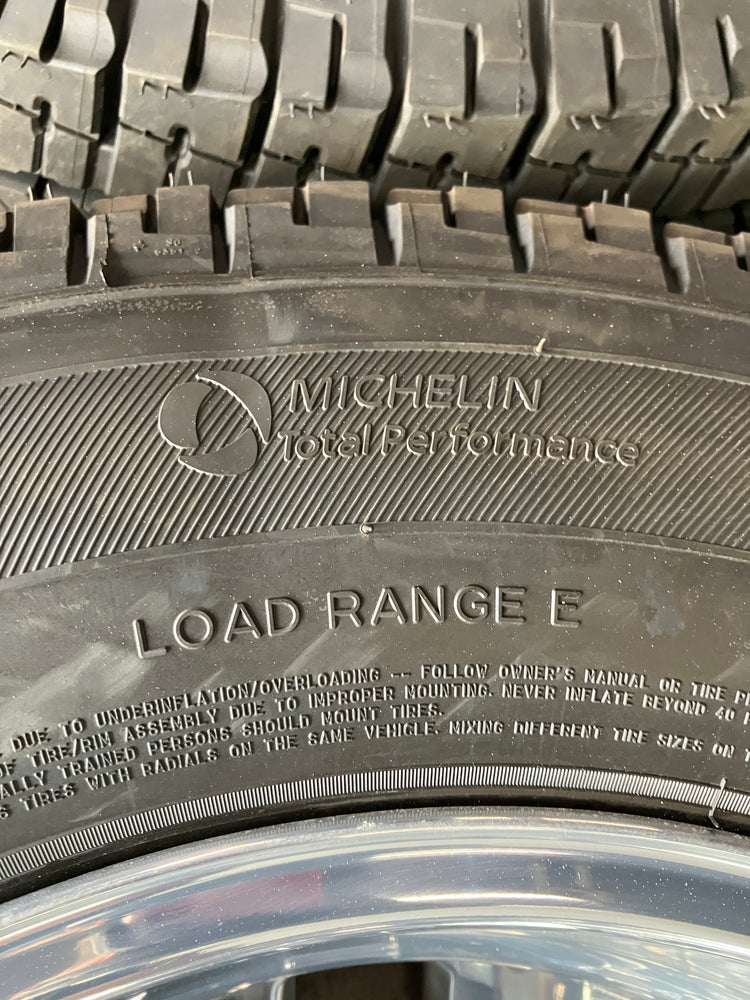 MICHELIN
Total Performance
LOAD RANGE E
DUE TO UNDERINFLATION/OVERLOADING -- FOLLOW OWNER'S MANUAL OR TIRE
OF TIRE/RIM ASSEMBLY DUE TO IMPROPER MOUNTING. NEVER INFLATE BEYOND 40
ALLY TRAINED PERSONS SHOULD MOUNT TIRES.
TIRES WITH RADIALS ON THE SAME VEHICLE. MIXING DIFFERENT TIRE SIZES ON